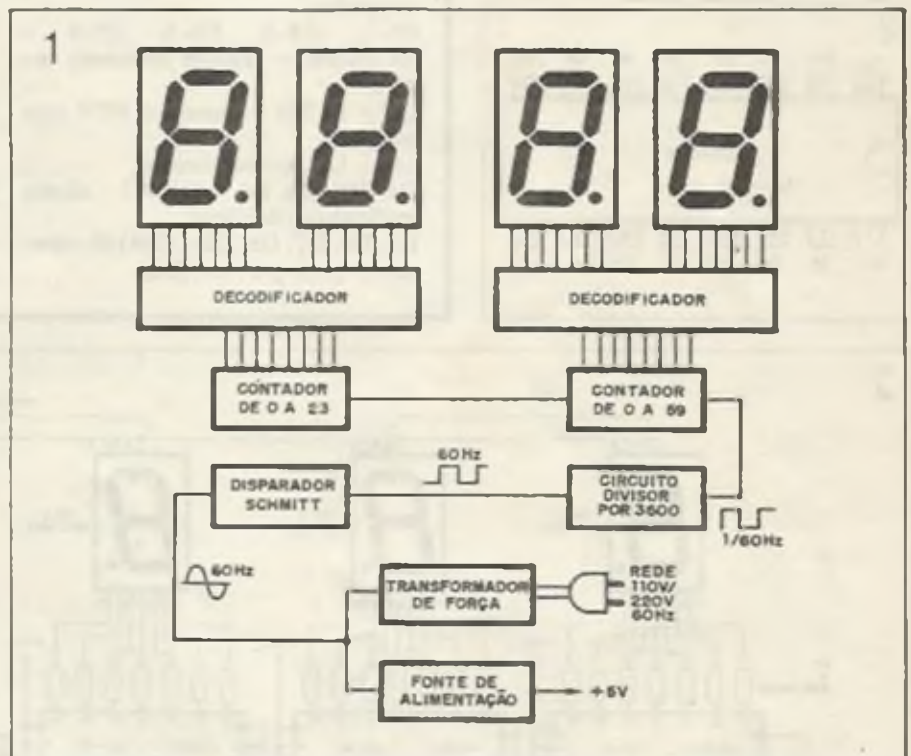 1
DECODIFICADOR
DECODIFICADOR
CONTADOR
DE 0 A 23
CONTADOR
DE 0 A 59
60Hz
DISPARADOR
SCHMITT
CIRCUITO
DIVISOR
POR 3600
1/60Hz
60Hz
TRANSFORMADOR
DE FORÇA
REDE
110V/
220V
60Hz
FONTE DE
ALIMENTAÇÃO
+5V